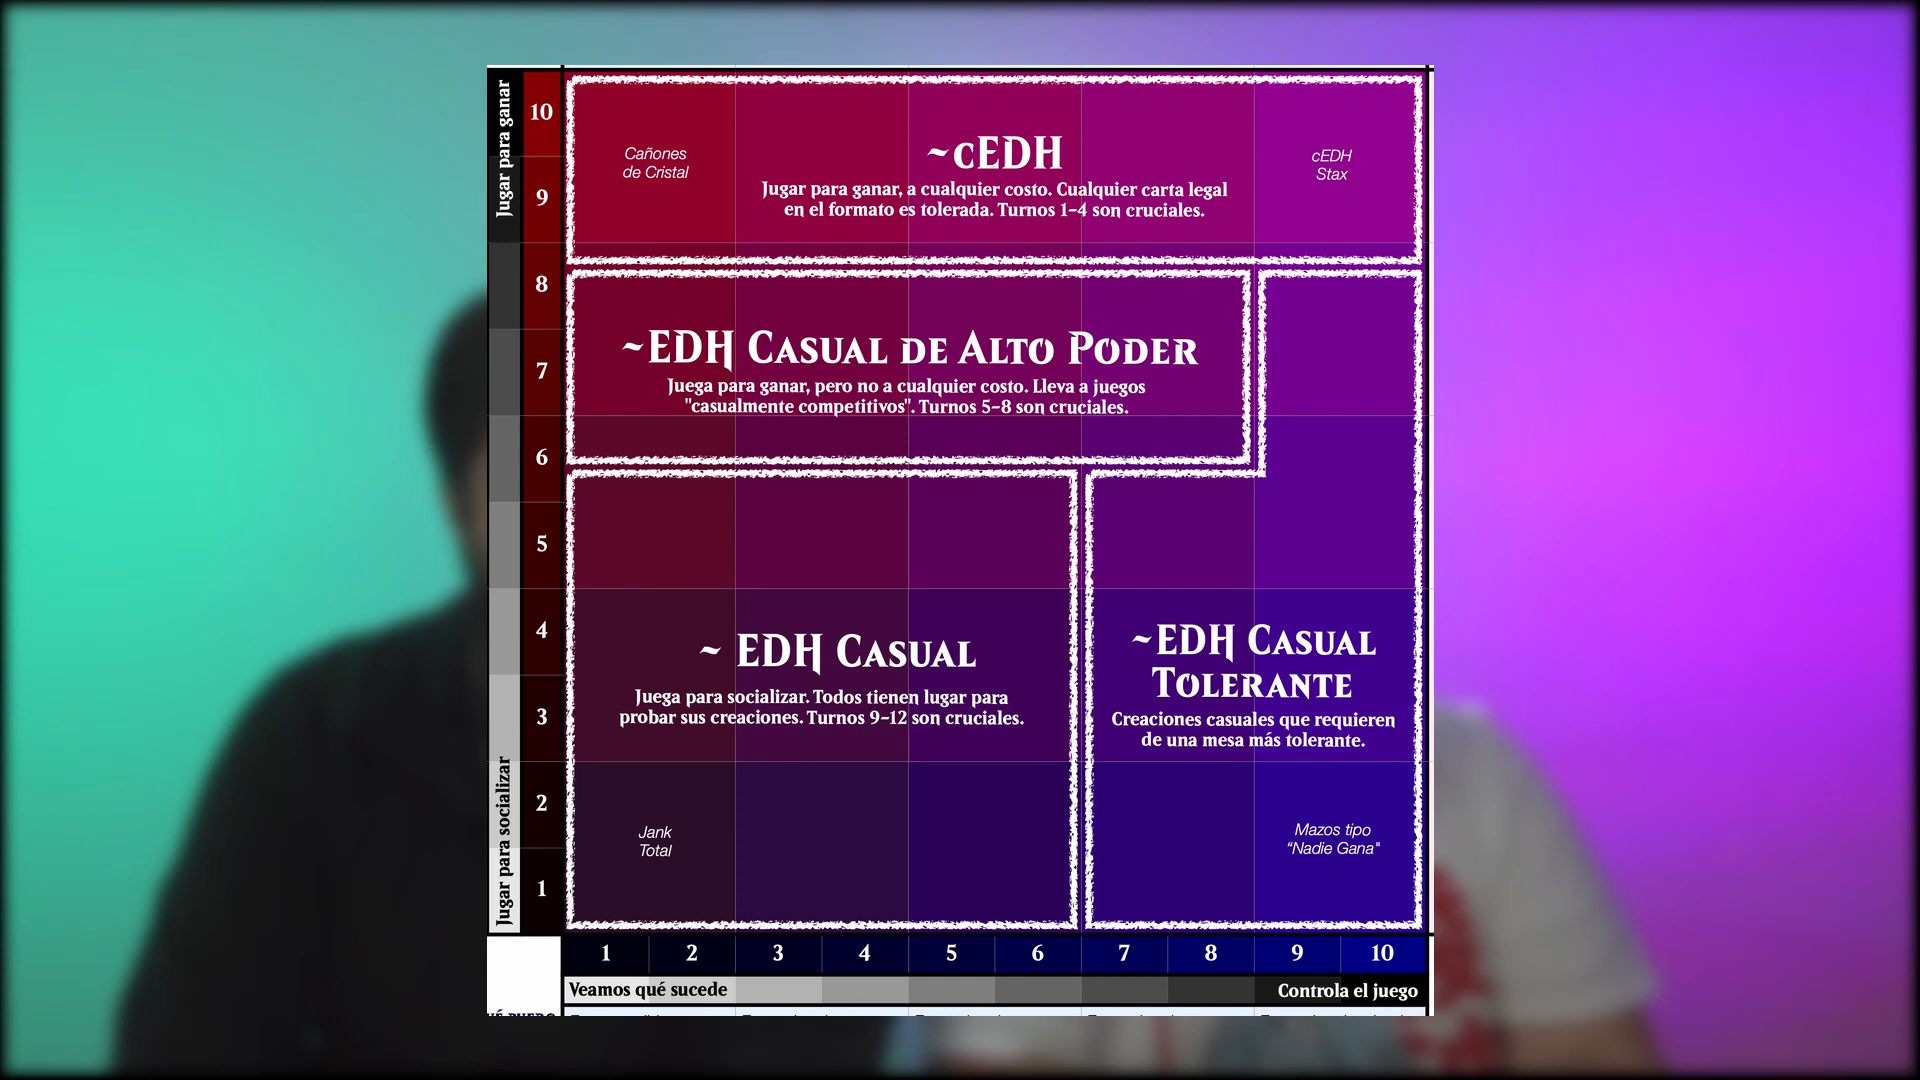 Jugar para ganar
10
9
8
7
6
5
4
3
2
1
Jugar para socializar
Cañones
de Cristal
~cEDH
Jugar para ganar, a cualquier costo. Cualquier carta legal
en el formato es tolerada. Turnos 1-4 son cruciales.
cEDH
Stax
~EDH Casual de Alto Poder
Juega para ganar, pero no a cualquier costo. Lleva a juegos
"casualmente competitivos". Turnos 5-8 son cruciales.
~ EDH Casual
Juega para socializar. Todos tienen lugar para
probar sus creaciones. Turnos 9-12 son cruciales.
~EDH Casual
Tolerante
Creaciones casuales que requieren
de una mesa más tolerante.
Jank
Total
Mazos tipo
“Nadie Gana"
1 2 3 4 5 6 7 8 9 10
Veamos qué sucede
Controla el juego